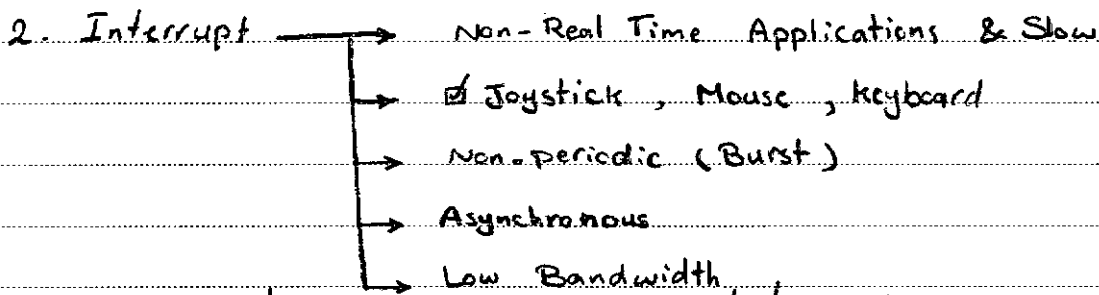 2. Interrupt → Non-Real Time Applications & Slow
→ ☑ Joystick, Mouse, Keyboard
→ Non-periodic (Burst)
→ Asynchronous
→ Low Bandwidth